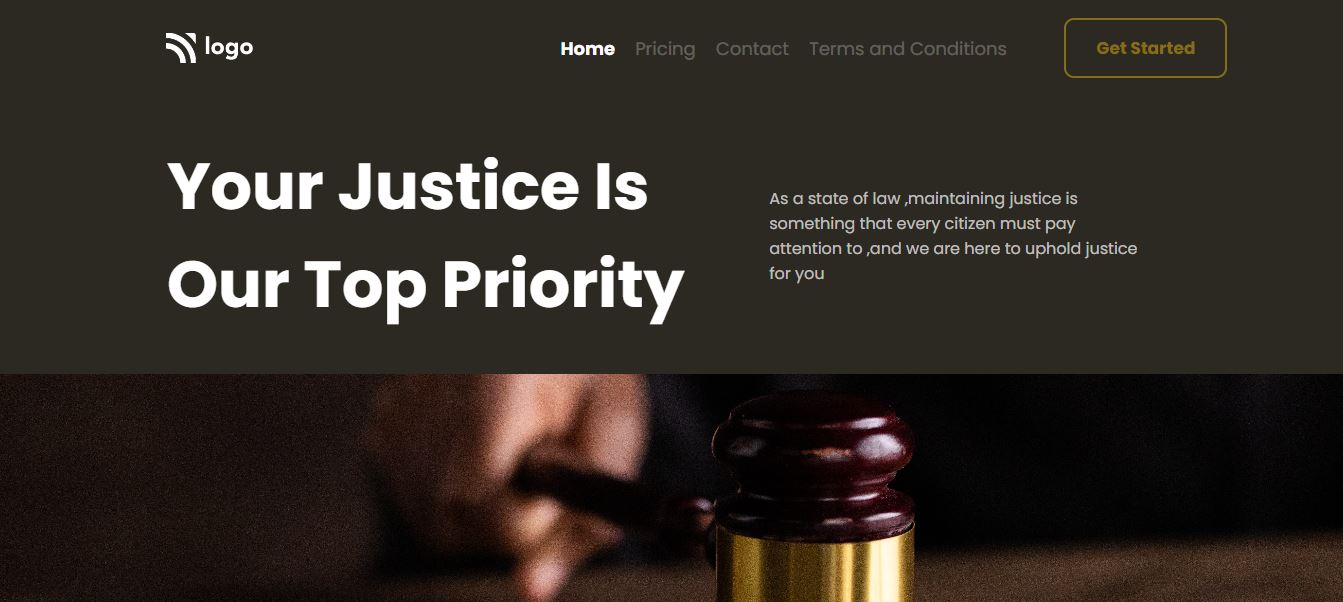 logo
Home Pricing Contact Terms and Conditions Get Started
Your Justice Is
Our Top Priority
As a state of law ,maintaining justice is
something that every citizen must pay
attention to ,and we are here to uphold justice
for you